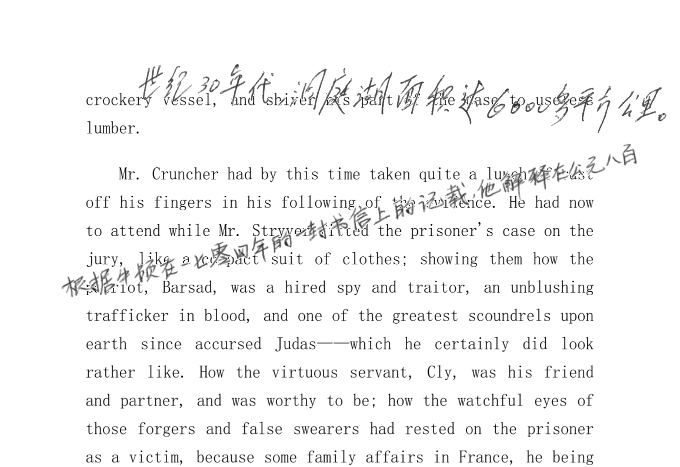 世纪30年代,洞庭湖面积达6000多平方公里。
crockery vessel, and shiver his part of the case to useless
lumber.
Mr. Cruncher had by this time taken quite a lunch of rust
off his fingers in his following of the evidence. He had now
to attend while Mr. Stryver fitted the prisoner's case on the
jury, like a compact suit of clothes; showing them how the
patriot, Barsad, was a hired spy and traitor, an unblushing
trafficker in blood, and one of the greatest scoundrels upon
earth since accursed Judas——which he certainly did look
rather like. How the virtuous servant, Cly, was his friend
and partner, and was worthy to be; how the watchful eyes of
those forgers and false swearers had rested on the prisoner
as a victim, because some family affairs in France, he being
根据牛顿在一七零四年的一封书信上的记载,他解释在公元八百